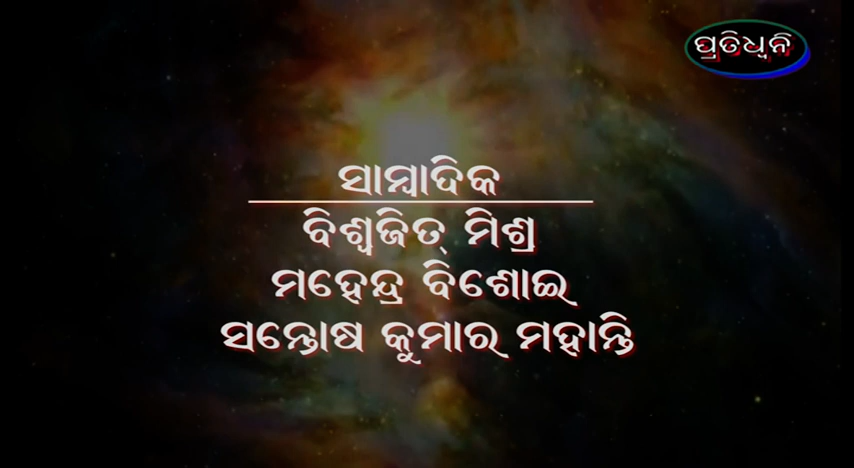 ପ୍ରତିଧ୍ୱନି
ସାମ୍ବାଦିକ
ବିଶ୍ୱଜିତ୍ ମିଶ୍ର
ମହେନ୍ଦ୍ର ବିଶୋଇ
ସନ୍ତୋଷ କୁମାର ମହାନ୍ତି